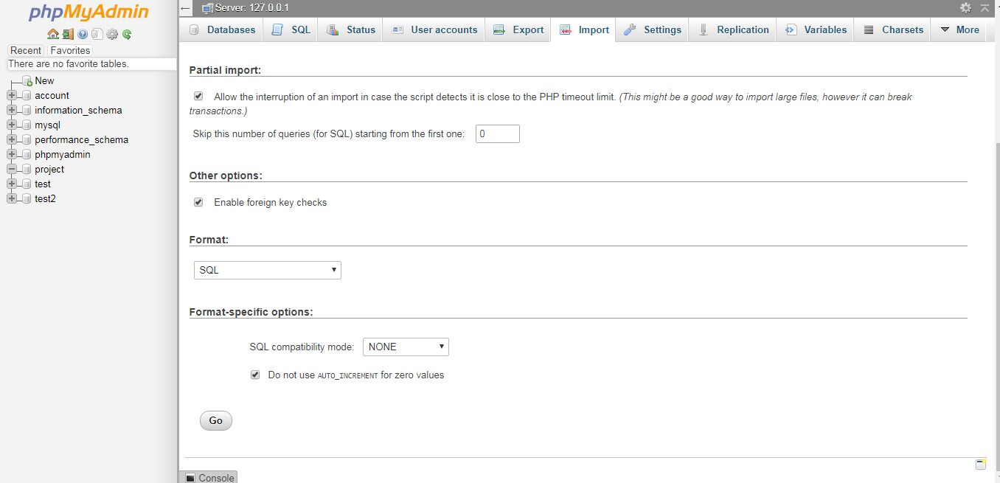 phpMyAdmin
Recent Favorites
There are no favorite tables.
New
account
information_schema
mysql
performance_schema
phpmyadmin
project
test
test2
Server: 127.0.0.1
Databases SQL Status User accounts Export Import Settings Replication Variables Charsets More
Partial import:
Allow the interruption of an import in case the script detects it is close to the PHP timeout limit. (This might be a good way to import large files, however it can break
transactions.)
Skip this number of queries (for SQL) starting from the first one: 0
Other options:
Enable foreign key checks
Format:
SQL
Format-specific options:
SQL compatibility mode: NONE
Do not use AUTO_INCREMENT for zero values
Go
Console